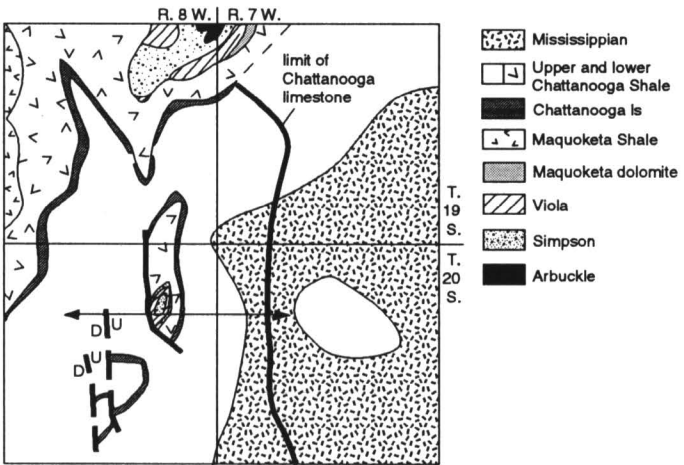 R. 8 W. R. 7 W.
limit of
Chattanooga
limestone
T.
19
S.
T.
20
S.
D U
D U
Mississippian
Upper and lower
Chattanooga Shale
Chattanooga ls
Maquoketa Shale
Maquoketa dolomite
Viola
Simpson
Arbuckle